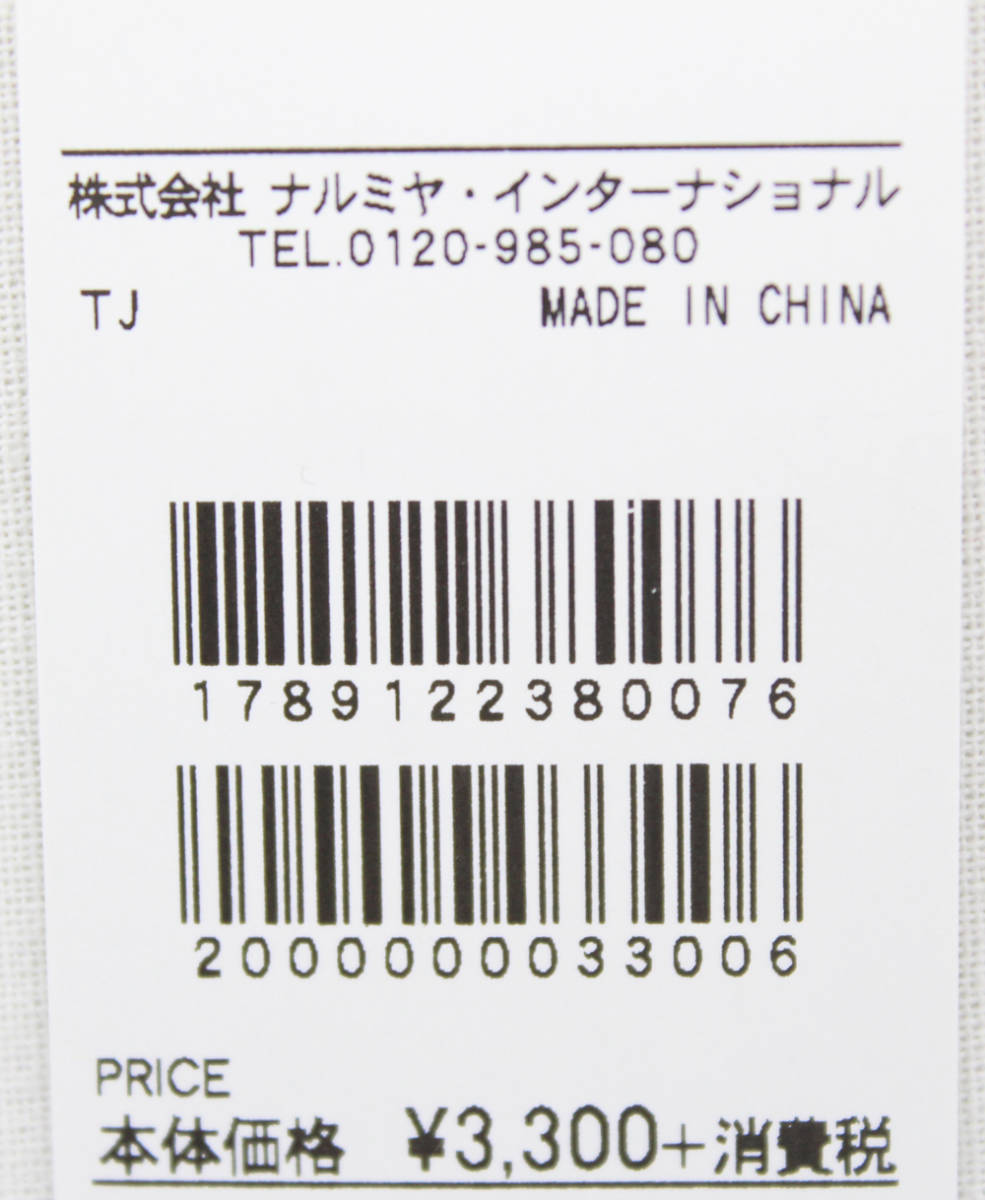 株式会社 ナルミヤ・インターナショナル
TEL.0120-985-080
TJ MADE IN CHINA
1789122380076
2000000033006
PRICE
本体価格 ¥3,300+消費税